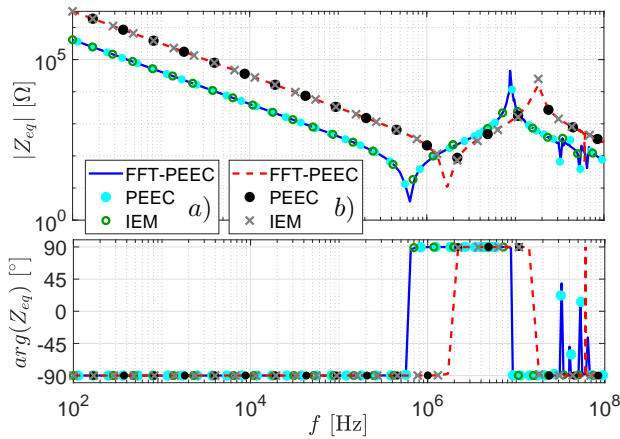 10^5
|Z_eq| [Ω]
FFT-PEEC
PEEC
IEM
a)
FFT-PEEC
PEEC
IEM
b)
10^0
90
45
0
-45
-90
arg(Z_eq) [°]
10^2
10^4
10^6
10^8
f [Hz]